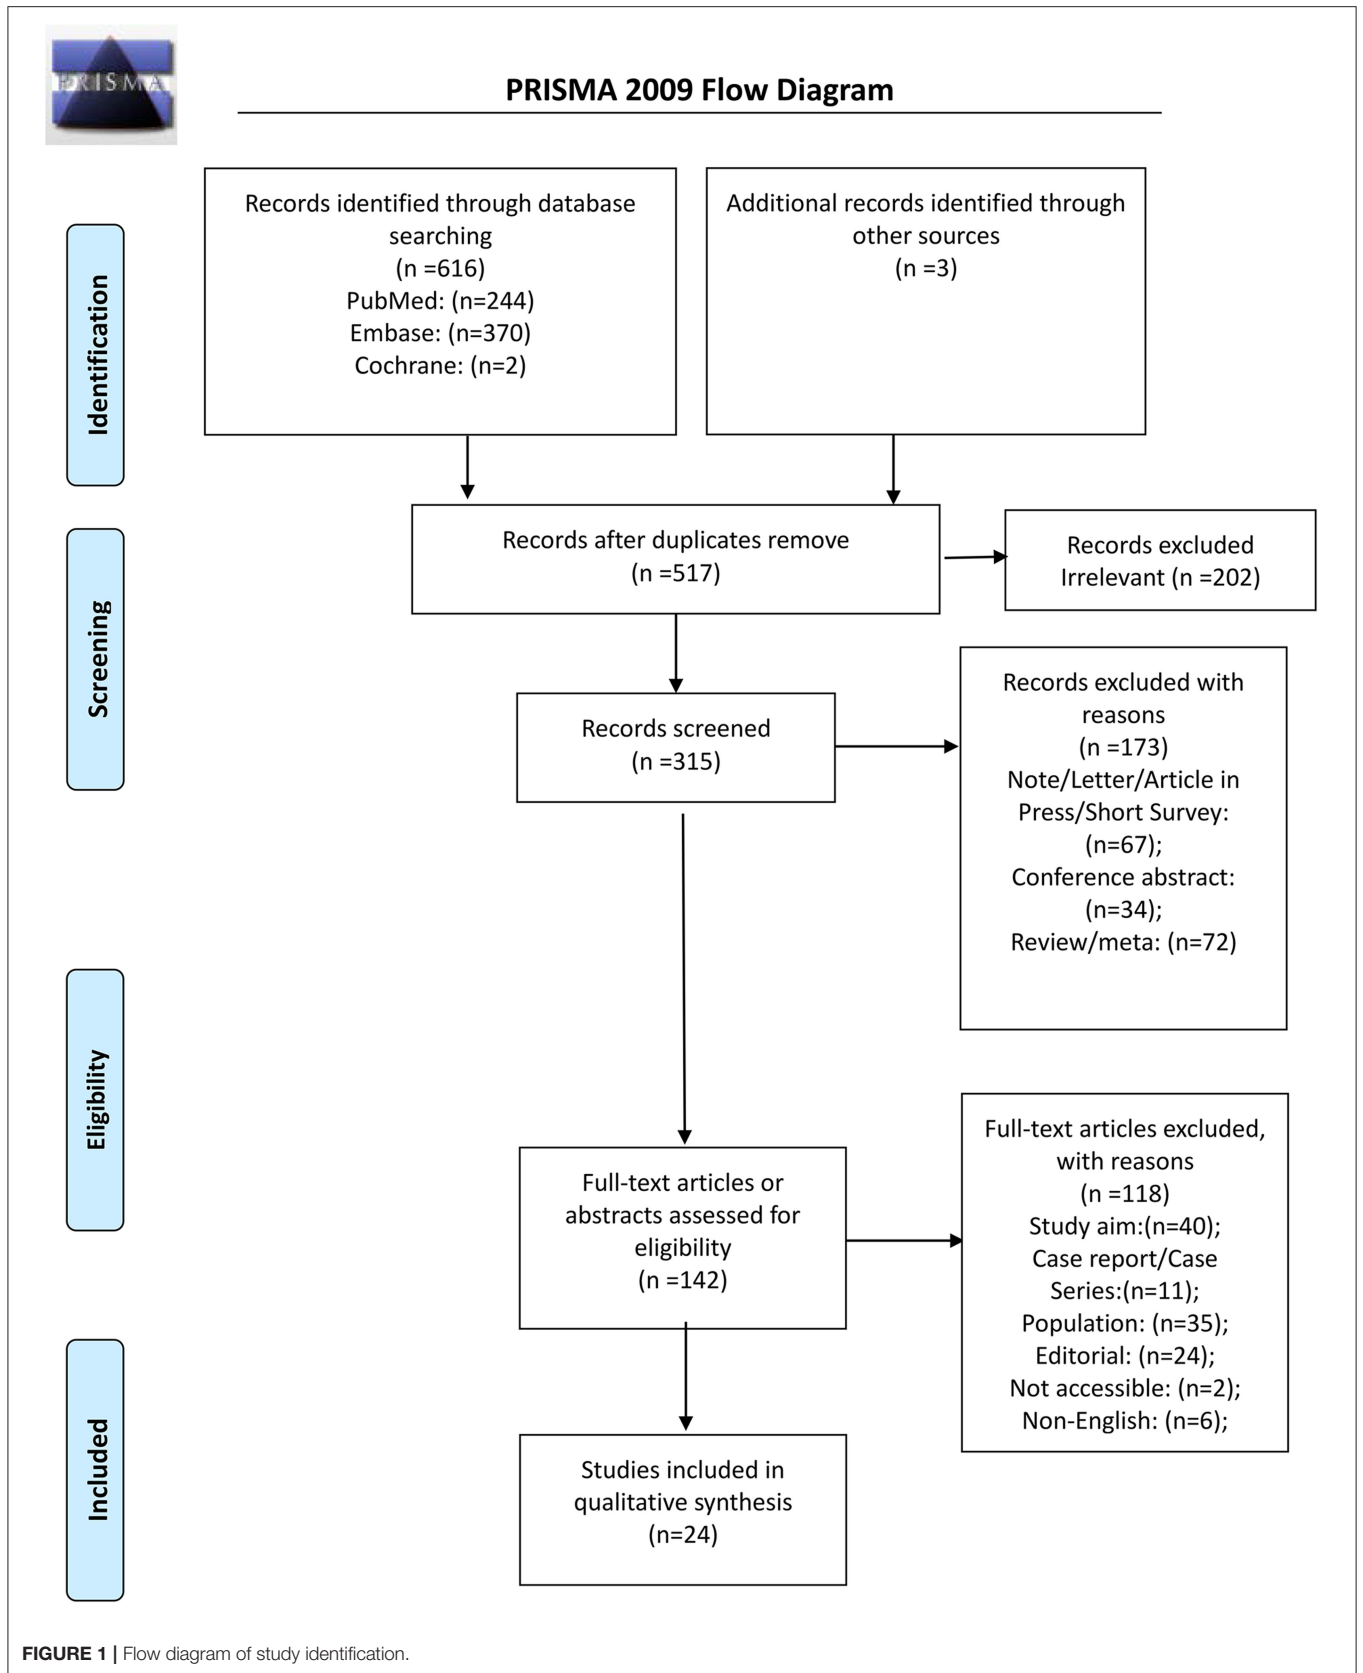 PRISMA
PRISMA 2009 Flow Diagram
Identification
Records identified through database
searching
(n =616)
PubMed: (n=244)
Embase: (n=370)
Cochrane: (n=2)
Additional records identified through
other sources
(n =3)
Screening
Records after duplicates remove
(n =517)
Records excluded
Irrelevant (n =202)
Records screened
(n =315)
Records excluded with
reasons
(n =173)
Note/Letter/Article in
Press/Short Survey:
(n=67);
Conference abstract:
(n=34);
Review/meta: (n=72)
Eligibility
Full-text articles or
abstracts assessed for
eligibility
(n =142)
Full-text articles excluded,
with reasons
(n =118)
Study aim:(n=40);
Case report/Case
Series:(n=11);
Population: (n=35);
Editorial: (n=24);
Not accessible: (n=2);
Non-English: (n=6);
Included
Studies included in
qualitative synthesis
(n=24)
FIGURE 1 | Flow diagram of study identification.